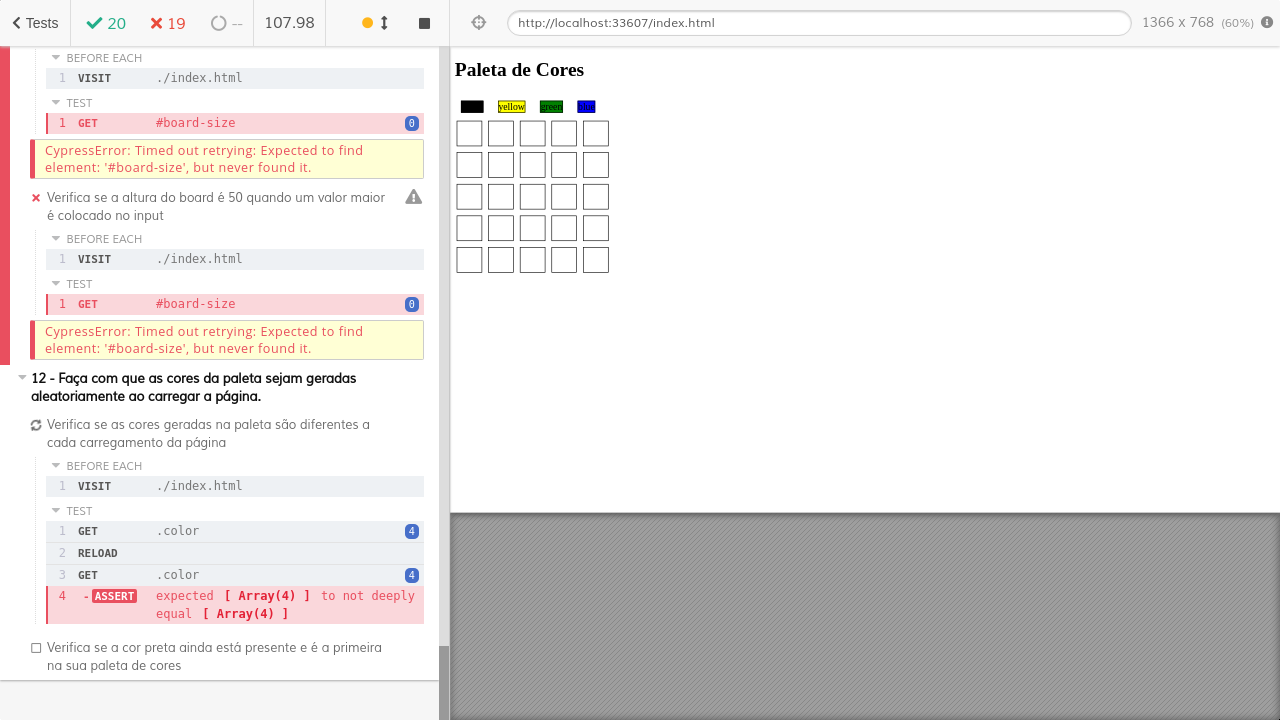 Tests 20 19 -- 107.98
http://localhost:33607/index.html 1366 x 768 (60%)
BEFORE EACH
1 VISIT ./index.html
TEST
1 GET #board-size 0
CypressError: Timed out retrying: Expected to find
element: '#board-size', but never found it.
Verifica se a altura do board é 50 quando um valor maior
é colocado no input
BEFORE EACH
1 VISIT ./index.html
TEST
1 GET #board-size 0
CypressError: Timed out retrying: Expected to find
element: '#board-size', but never found it.
12 - Faça com que as cores da paleta sejam geradas
aleatoriamente ao carregar a página.
Verifica se as cores geradas na paleta são diferentes a
cada carregamento da página
BEFORE EACH
1 VISIT ./index.html
TEST
1 GET .color 4
2 RELOAD
3 GET .color 4
4 - ASSERT expected [ Array(4) ] to not deeply
equal [ Array(4) ]
Verifica se a cor preta ainda está presente e é a primeira
na sua paleta de cores
Paleta de Cores
yellow green